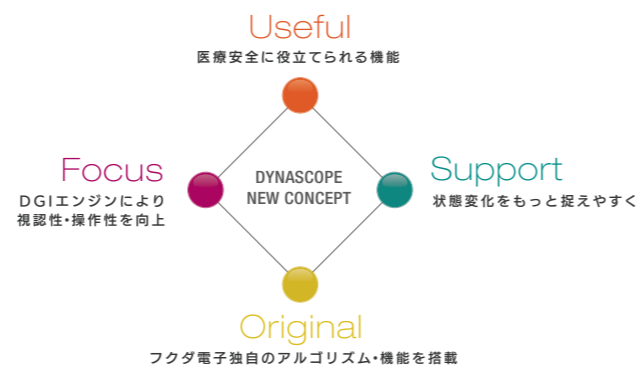 Useful
医療安全に役立てられる機能
Focus
DGIエンジンにより
視認性・操作性を向上
DYNASCOPE
NEW CONCEPT
Support
状態変化をもっと捉えやすく
Original
フクダ電子独自のアルゴリズム・機能を搭載